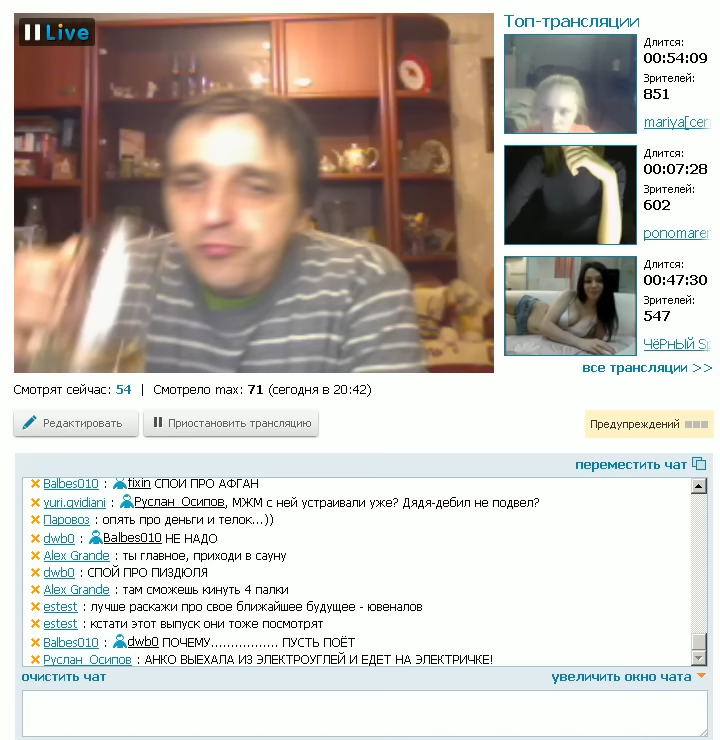 Live
Топ-трансляции
Длится:
00:54:09
Зрителей:
851
Длится:
00:07:28
Зрителей:
602
ponomarer
Длится:
00:47:30
Зрителей:
547
все трансляции >>
Смотрят сейчас: 54 | Смотрело max: 71 (сегодня в 20:42)
Редактировать
Приостановить трансляцию
Предупреждений
переместить чат
Balbes010 : fixin СПОИ ПРО АФГАН
yuri.gvidiani : Руслан_Осипов, МЖМ с ней устраивали уже? Дядя-дебил не подвел?
Паровоз : опять про деньги и телок...))
dwb0 : Balbes010 НЕ НАДО
Alex Grande : ты главное, приходи в сауну
dwb0 : СПОЙ ПРО ПИЗДЮЛЯ
Alex Grande : там сможешь кинуть 4 палки
estest : лучше раскажи про свое ближайшее будущее - ювеналов
estest : кстати этот выпуск они тоже посмотрят
Balbes010 : dwb0 ПОЧЕМУ................ ПУСТЬ ПОЁТ
Руслан_Осипов : АНКО ВЫЕХАЛА ИЗ ЭЛЕКТРОУГЛЕЙ И ЕДЕТ НА ЭЛЕКТРИЧКЕ!
очистить чат
увеличить окно чата